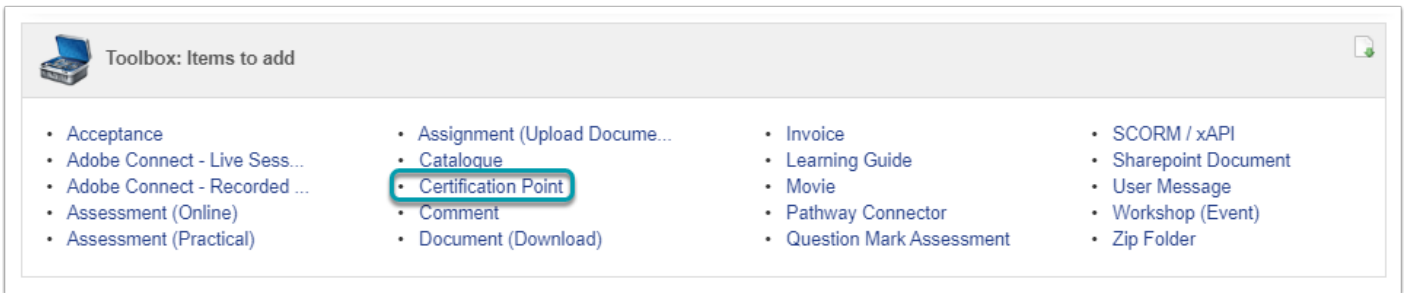 Toolbox: Items to add
• Acceptance
• Adobe Connect - Live Sess...
• Adobe Connect - Recorded ...
• Assessment (Online)
• Assessment (Practical)
• Assignment (Upload Docume...
• Catalogue
• Certification Point
• Comment
• Document (Download)
• Invoice
• Learning Guide
• Movie
• Pathway Connector
• Question Mark Assessment
• SCORM / xAPI
• Sharepoint Document
• User Message
• Workshop (Event)
• Zip Folder